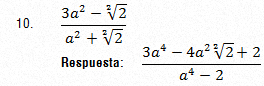 10. (3a² − ²√2) / (a² + ²√2)
Respuesta: (3a⁴ − 4a² ²√2 + 2) / (a⁴ − 2)